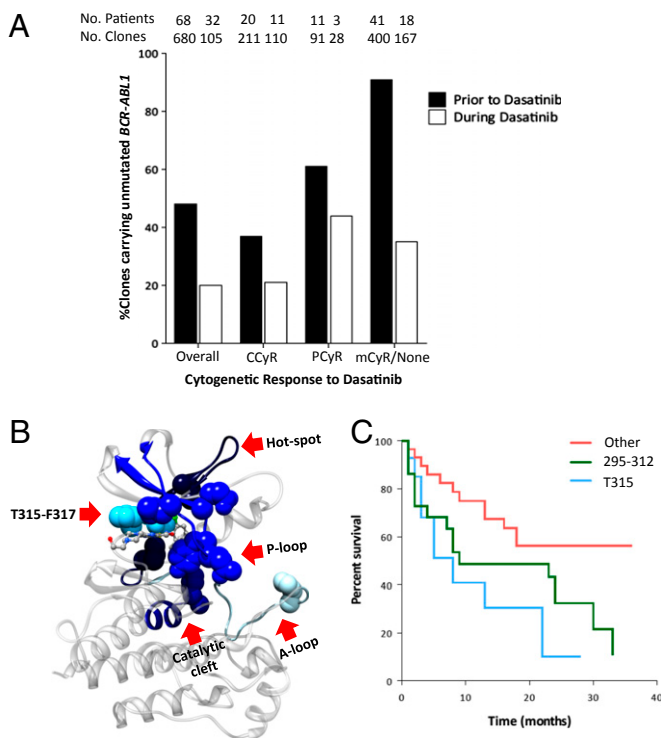 A
No. Patients 68 32 20 11 11 3 41 18
No. Clones 680 105 211 110 91 28 400 167
%Clones carrying unmutated BCR-ABL1
100
80
60
40
20
0
Prior to Dasatinib
During Dasatinib
Overall CCyR PCyR mCyR/None
Cytogenetic Response to Dasatinib
B
Hot-spot
T315-F317
P-loop
Catalytic
cleft
A-loop
C
Other
295-312
T315
Percent survival
100
80
60
40
20
0
0 10 20 30 40
Time (months)